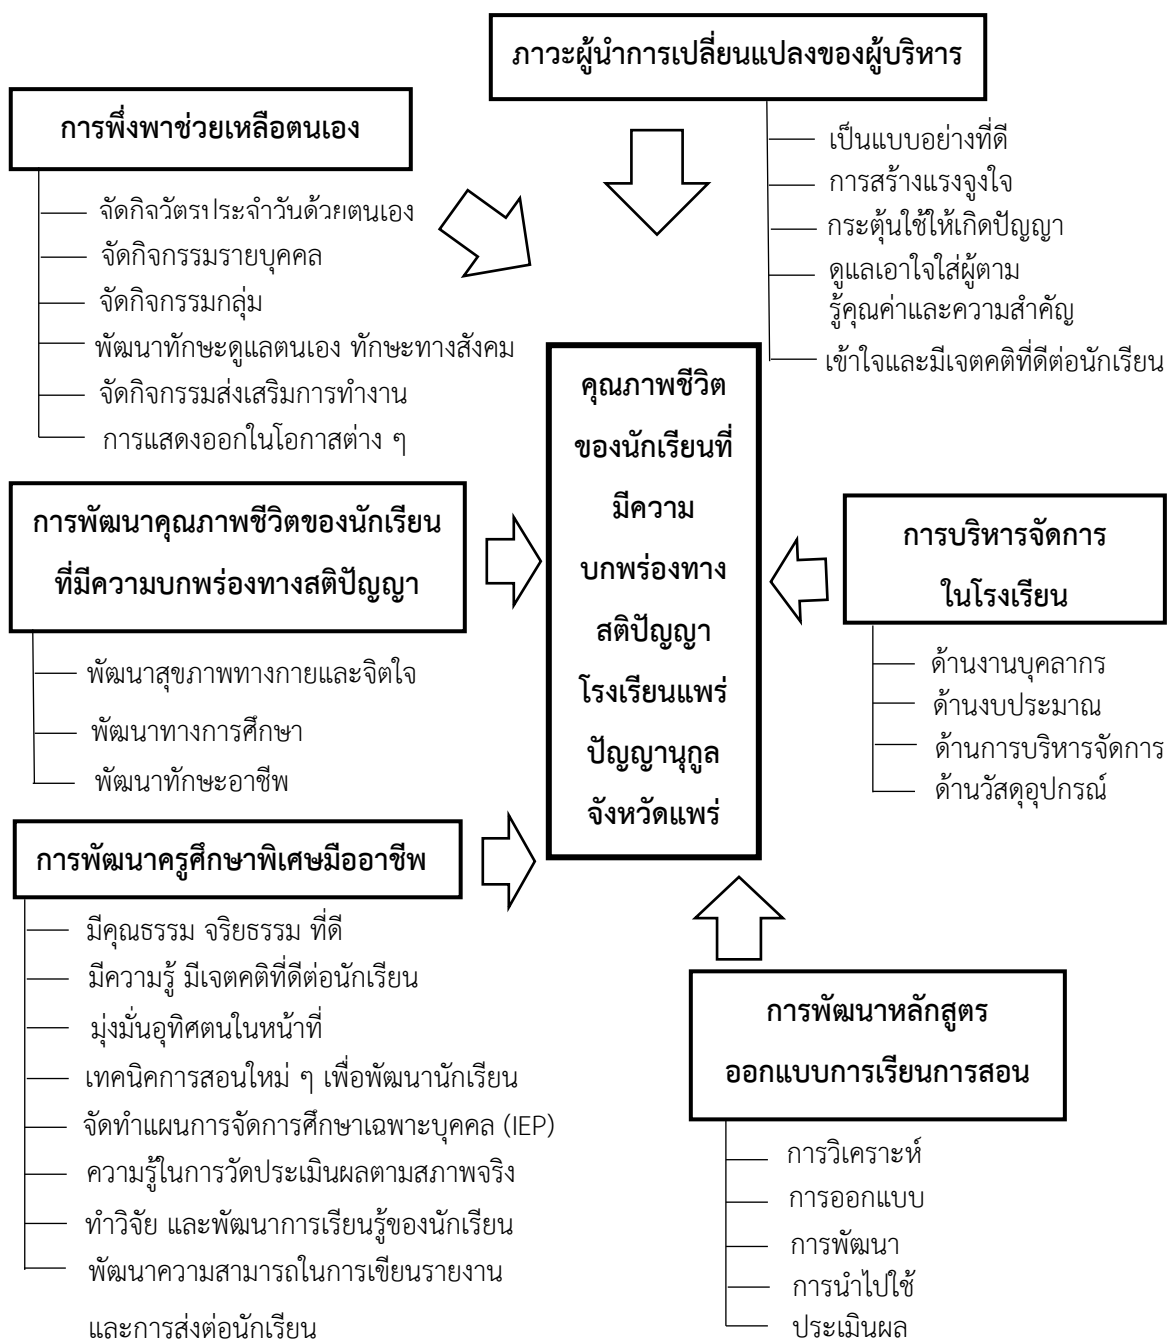 ภาวะผู้นำการเปลี่ยนแปลงของผู้บริหาร
เป็นแบบอย่างที่ดี
การสร้างแรงจูงใจ
กระตุ้นใช้ให้เกิดปัญญา
ดูแลเอาใจใส่ผู้ตาม
รู้คุณค่าและความสำคัญ
เข้าใจและมีเจตคติที่ดีต่อนักเรียน
การพึ่งพาช่วยเหลือตนเอง
จัดกิจวัตรประจำวันด้วยตนเอง
จัดกิจกรรมรายบุคคล
จัดกิจกรรมกลุ่ม
พัฒนาทักษะดูแลตนเอง ทักษะทางสังคม
จัดกิจกรรมส่งเสริมการทำงาน
การแสดงออกในโอกาสต่าง ๆ
คุณภาพชีวิต
ของนักเรียนที่
มีความ
บกพร่องทาง
สติปัญญา
โรงเรียนแพร่
ปัญญานุกูล
จังหวัดแพร่
การพัฒนาคุณภาพชีวิตของนักเรียน
ที่มีความบกพร่องทางสติปัญญา
พัฒนาสุขภาพทางกายและจิตใจ
พัฒนาทางการศึกษา
พัฒนาทักษะอาชีพ
การบริหารจัดการ
ในโรงเรียน
ด้านงานบุคลากร
ด้านงบประมาณ
ด้านการบริหารจัดการ
ด้านวัสดุอุปกรณ์
การพัฒนาครูศึกษาพิเศษมืออาชีพ
มีคุณธรรม จริยธรรม ที่ดี
มีความรู้ มีเจตคติที่ดีต่อนักเรียน
มุ่งมั่นอุทิศตนในหน้าที่
เทคนิคการสอนใหม่ ๆ เพื่อพัฒนานักเรียน
จัดทำแผนการจัดการศึกษาเฉพาะบุคคล (IEP)
ความรู้ในการวัดประเมินผลตามสภาพจริง
ทำวิจัย และพัฒนาการเรียนรู้ของนักเรียน
พัฒนาความสามารถในการเขียนรายงาน
และการส่งต่อนักเรียน
การพัฒนาหลักสูตร
ออกแบบการเรียนการสอน
การวิเคราะห์
การออกแบบ
การพัฒนา
การนำไปใช้
ประเมินผล